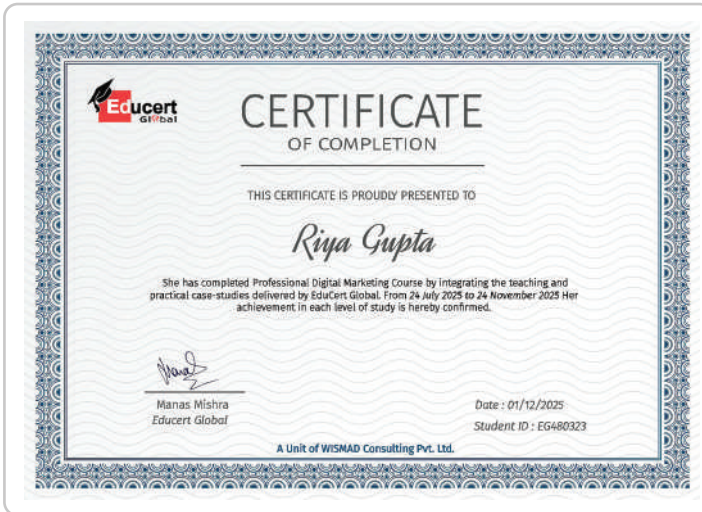 Educert
Global
CERTIFICATE
OF COMPLETION
THIS CERTIFICATE IS PROUDLY PRESENTED TO
Riya Gupta
She has completed Professional Digital Marketing Course by integrating the teaching and
practical case-studies delivered by EduCert Global. From 24 July 2025 to 24 November 2025 Her
achievement in each level of study is hereby confirmed.
Manas Mishra
Educert Global
Date : 01/12/2025
Student ID : EG480323
A Unit of WISMAD Consulting Pvt. Ltd.